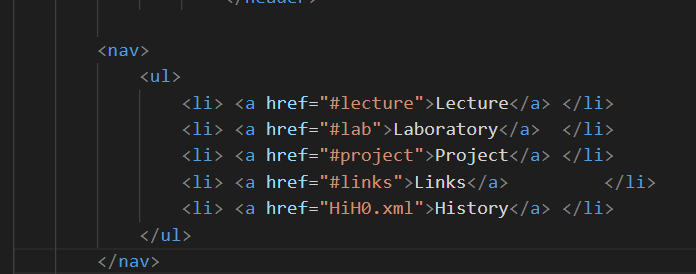 </header>
<nav>
<ul>
<li> <a href="#lecture">Lecture</a> </li>
<li> <a href="#lab">Laboratory</a>  </li>
<li> <a href="#project">Project</a> </li>
<li> <a href="#links">Links</a>         </li>
<li> <a href="HiH0.xml">History</a> </li>
</ul>
</nav>